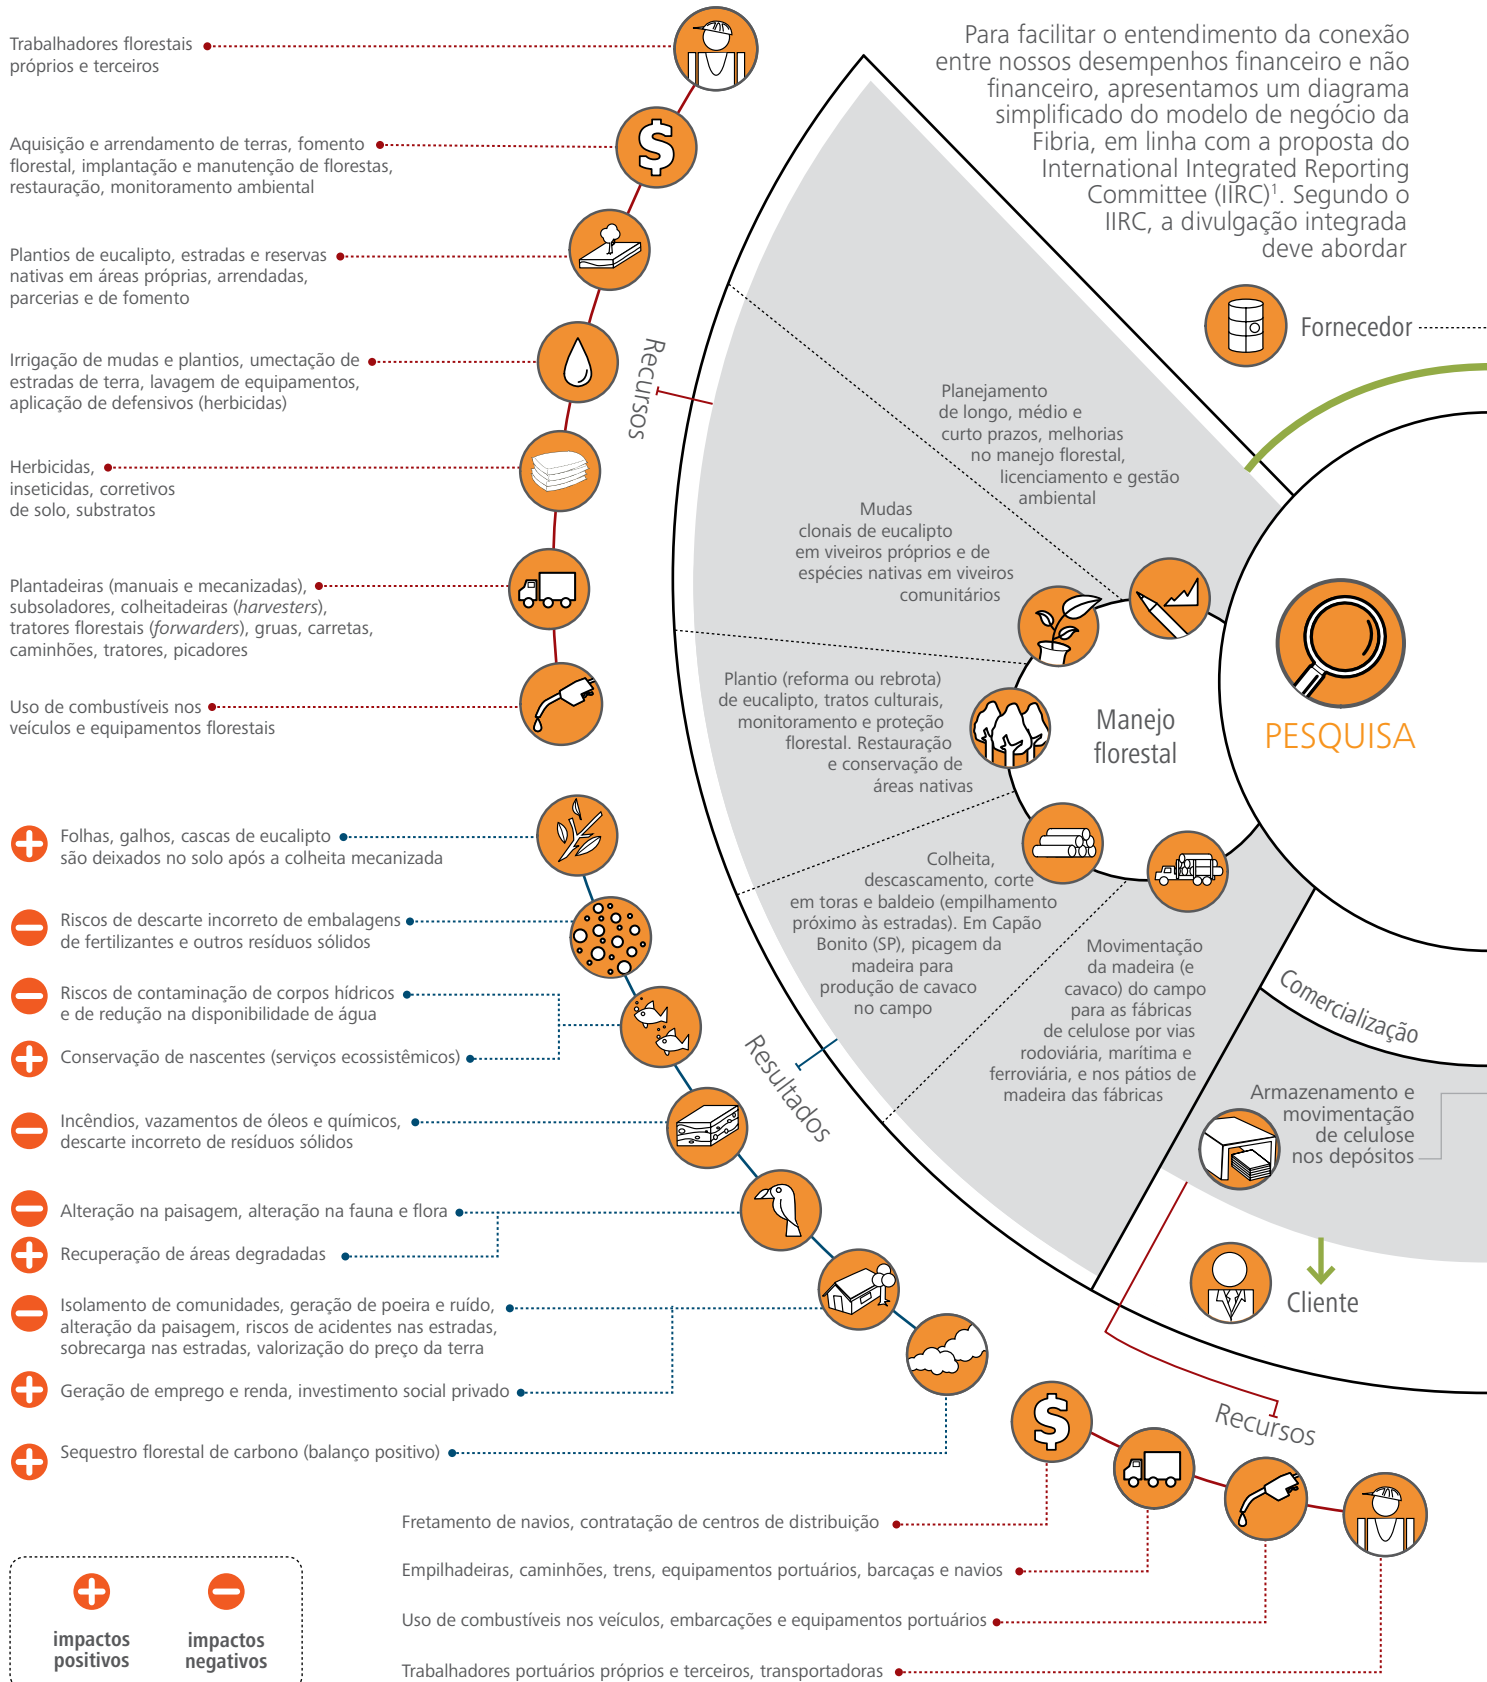 Trabalhadores florestais
próprios e terceiros
Aquisição e arrendamento de terras, fomento
florestal, implantação e manutenção de florestas,
restauração, monitoramento ambiental
Plantios de eucalipto, estradas e reservas
nativas em áreas próprias, arrendadas,
parcerias e de fomento
Irrigação de mudas e plantios, umectação de
estradas de terra, lavagem de equipamentos,
aplicação de defensivos (herbicidas)
Herbicidas,
inseticidas, corretivos
de solo, substratos
Plantadeiras (manuais e mecanizadas),
subsoladores, colheitadeiras (harvesters),
tratores florestais (forwarders), gruas, carretas,
caminhões, tratores, picadores
Uso de combustíveis nos
veículos e equipamentos florestais
Recursos
Para facilitar o entendimento da conexão
entre nossos desempenhos financeiro e não
financeiro, apresentamos um diagrama
simplificado do modelo de negócio da
Fibria, em linha com a proposta do
International Integrated Reporting
Committee (IIRC)¹. Segundo o
IIRC, a divulgação integrada
deve abordar
Fornecedor
Planejamento
de longo, médio e
curto prazos, melhorias
no manejo florestal,
licenciamento e gestão
ambiental
Mudas
clonais de eucalipto
em viveiros próprios e de
espécies nativas em viveiros
comunitários
Plantio (reforma ou rebrota)
de eucalipto, tratos culturais,
monitoramento e proteção
florestal. Restauração
e conservação de
áreas nativas
Manejo
florestal
PESQUISA
Colheita,
descascamento, corte
em toras e baldeio (empilhamento
próximo às estradas). Em Capão
Bonito (SP), picagem da
madeira para
produção de cavaco
no campo
Movimentação
da madeira (e
cavaco) do campo
para as fábricas
de celulose por vias
rodoviária, marítima e
ferroviária, e nos pátios de
madeira das fábricas
Comercialização
Armazenamento e
movimentação
de celulose
nos depósitos
Cliente
Folhas, galhos, cascas de eucalipto
são deixados no solo após a colheita mecanizada
Riscos de descarte incorreto de embalagens
de fertilizantes e outros resíduos sólidos
Riscos de contaminação de corpos hídricos
e de redução na disponibilidade de água
Conservação de nascentes (serviços ecossistêmicos)
Incêndios, vazamentos de óleos e químicos,
descarte incorreto de resíduos sólidos
Alteração na paisagem, alteração na fauna e flora
Recuperação de áreas degradadas
Isolamento de comunidades, geração de poeira e ruído,
alteração da paisagem, riscos de acidentes nas estradas,
sobrecarga nas estradas, valorização do preço da terra
Geração de emprego e renda, investimento social privado
Sequestro florestal de carbono (balanço positivo)
Resultados
Recursos
Fretamento de navios, contratação de centros de distribuição
Empilhadeiras, caminhões, trens, equipamentos portuários, barcaças e navios
Uso de combustíveis nos veículos, embarcações e equipamentos portuários
Trabalhadores portuários próprios e terceiros, transportadoras
impactos
positivos
impactos
negativos